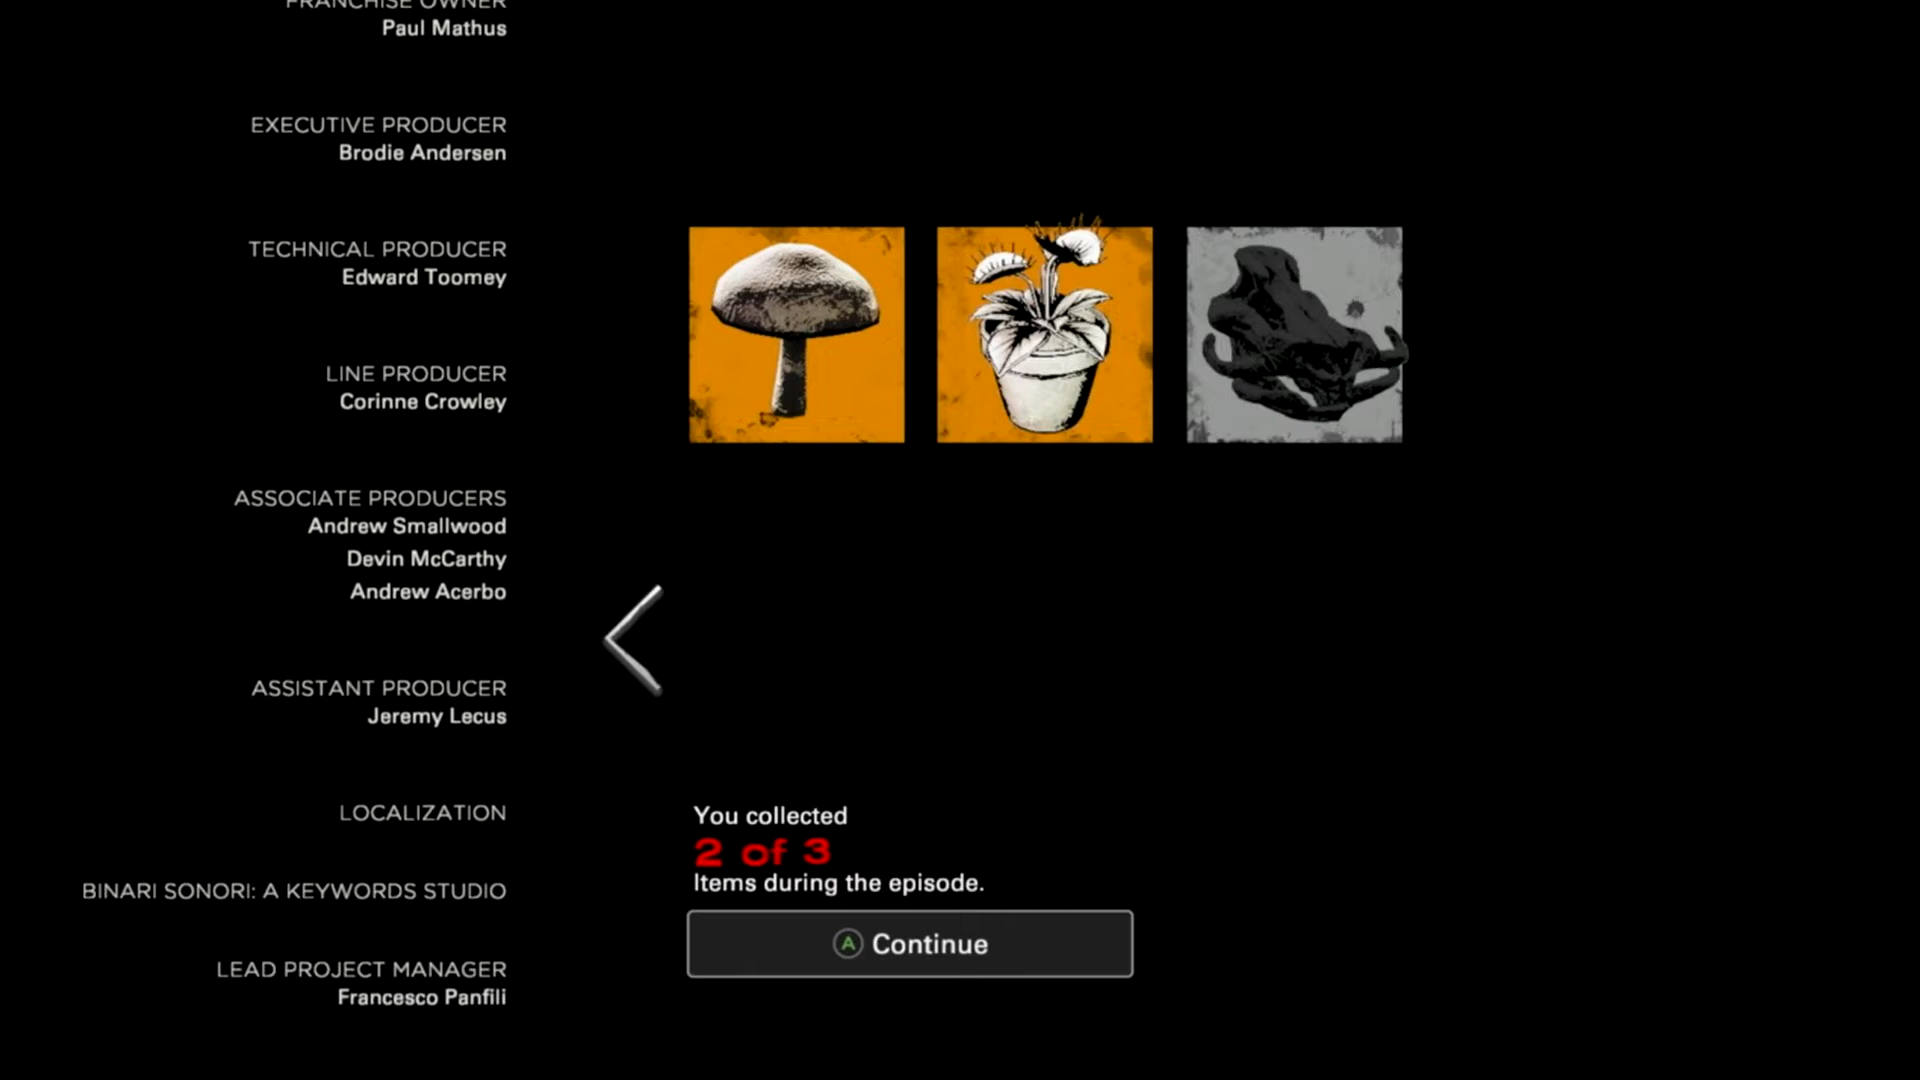 FRANCHISE OWNER
Paul Mathus
EXECUTIVE PRODUCER
Brodie Andersen
TECHNICAL PRODUCER
Edward Toomey
LINE PRODUCER
Corinne Crowley
ASSOCIATE PRODUCERS
Andrew Smallwood
Devin McCarthy
Andrew Acerbo
ASSISTANT PRODUCER
Jeremy Lecus
LOCALIZATION
BINARI SONORI: A KEYWORDS STUDIO
LEAD PROJECT MANAGER
Francesco Panfili
You collected
2 of 3
Items during the episode.
A Continue